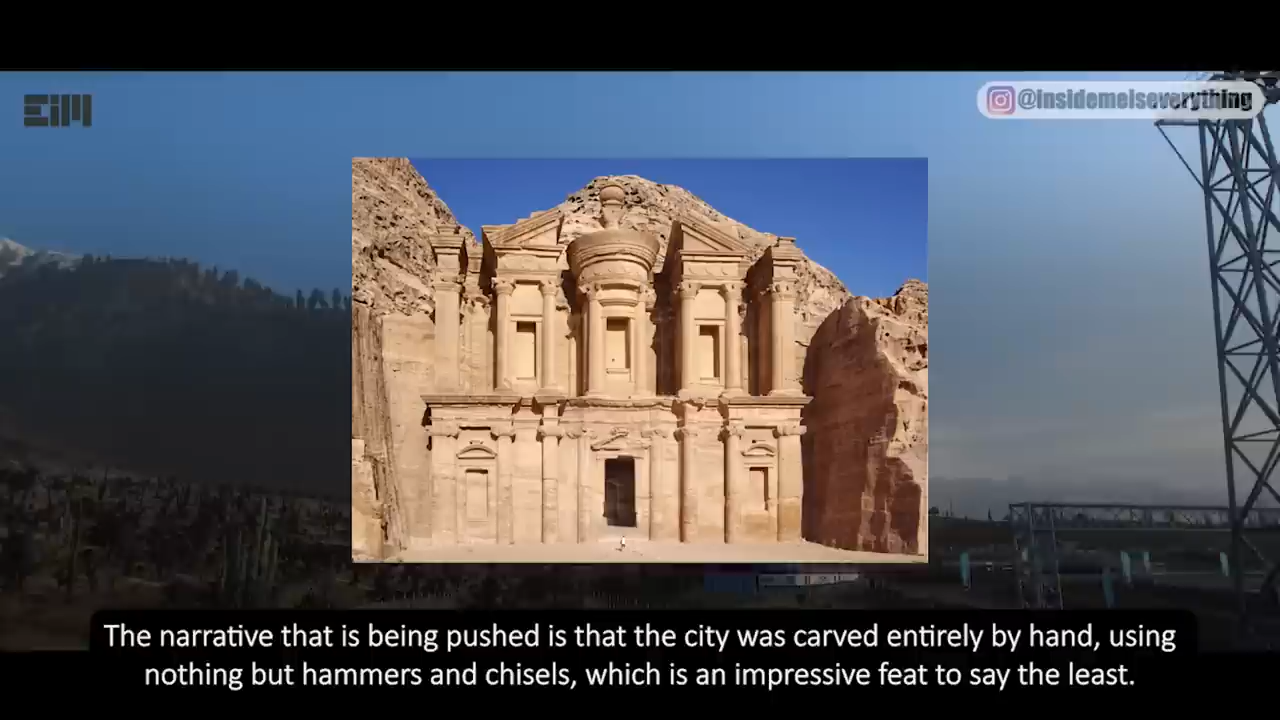 EiM
@insidemeiseverything
The narrative that is being pushed is that the city was carved entirely by hand, using
nothing but hammers and chisels, which is an impressive feat to say the least.